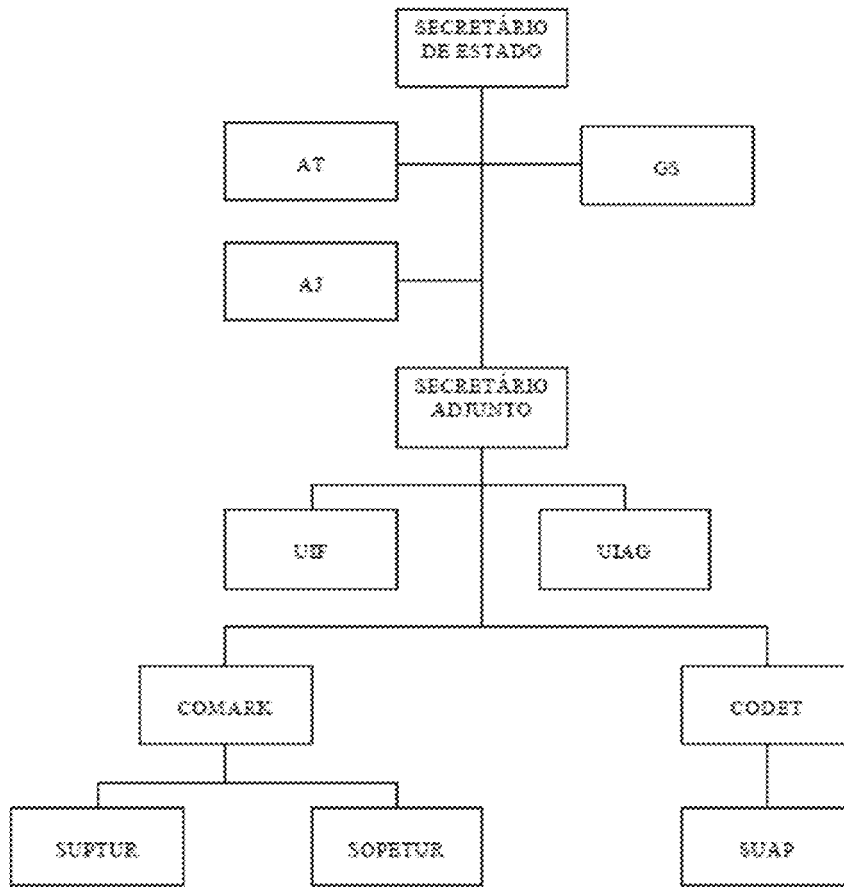 SECRETÁRIO
DE ESTADO
AT
GS
AJ
SECRETÁRIO
ADJUNTO
UIF
UIAG
COMARK
CODET
SUPTUR
SOPETUR
SUAP